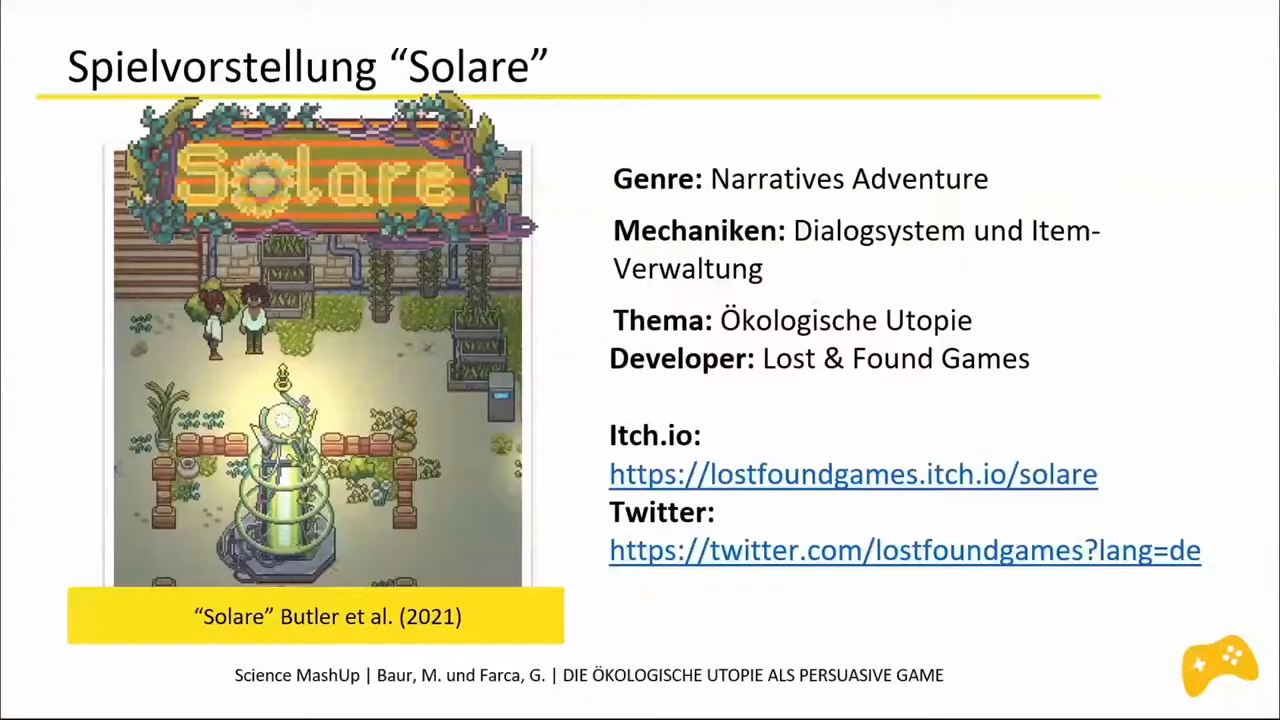 Spielvorstellung “Solare”
Solare
Genre: Narratives Adventure
Mechaniken: Dialogsystem und Item-
Verwaltung
Thema: Ökologische Utopie
Developer: Lost & Found Games
Itch.io:
https://lostfoundgames.itch.io/solare
Twitter:
https://twitter.com/lostfoundgames?lang=de
“Solare” Butler et al. (2021)
Science MashUp | Baur, M. und Farca, G. | DIE ÖKOLOGISCHE UTOPIE ALS PERSUASIVE GAME